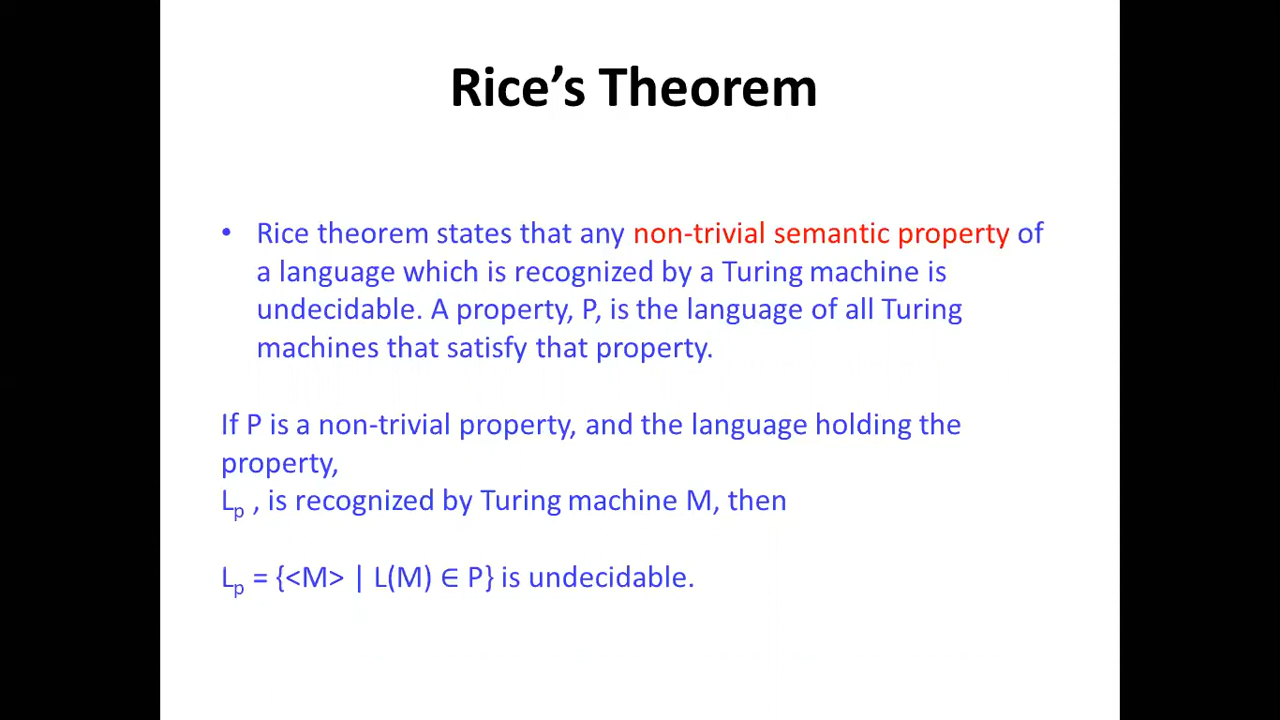 Rice’s Theorem
• Rice theorem states that any non-trivial semantic property of
a language which is recognized by a Turing machine is
undecidable. A property, P, is the language of all Turing
machines that satisfy that property.
If P is a non-trivial property, and the language holding the
property,
Lp , is recognized by Turing machine M, then
Lp = {<M> | L(M) ∈ P} is undecidable.